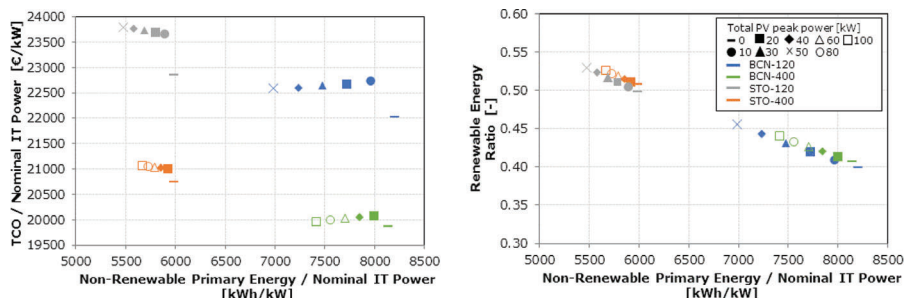 24000
23500
23000
22500
22000
21500
21000
20500
20000
19500
TCO / Nominal IT Power [€/kW]
5000 5500 6000 6500 7000 7500 8000 8500
Non-Renewable Primary Energy / Nominal IT Power
[kWh/kW]
0.60
0.55
0.50
0.45
0.40
0.35
0.30
Renewable Energy
Ratio [-]
Total PV peak power [kW]
0 20 40 60 100
10 30 50 80
BCN-120
BCN-400
STO-120
STO-400
5000 5500 6000 6500 7000 7500 8000 8500
Non-Renewable Primary Energy / Nominal IT Power
[kWh/kW]